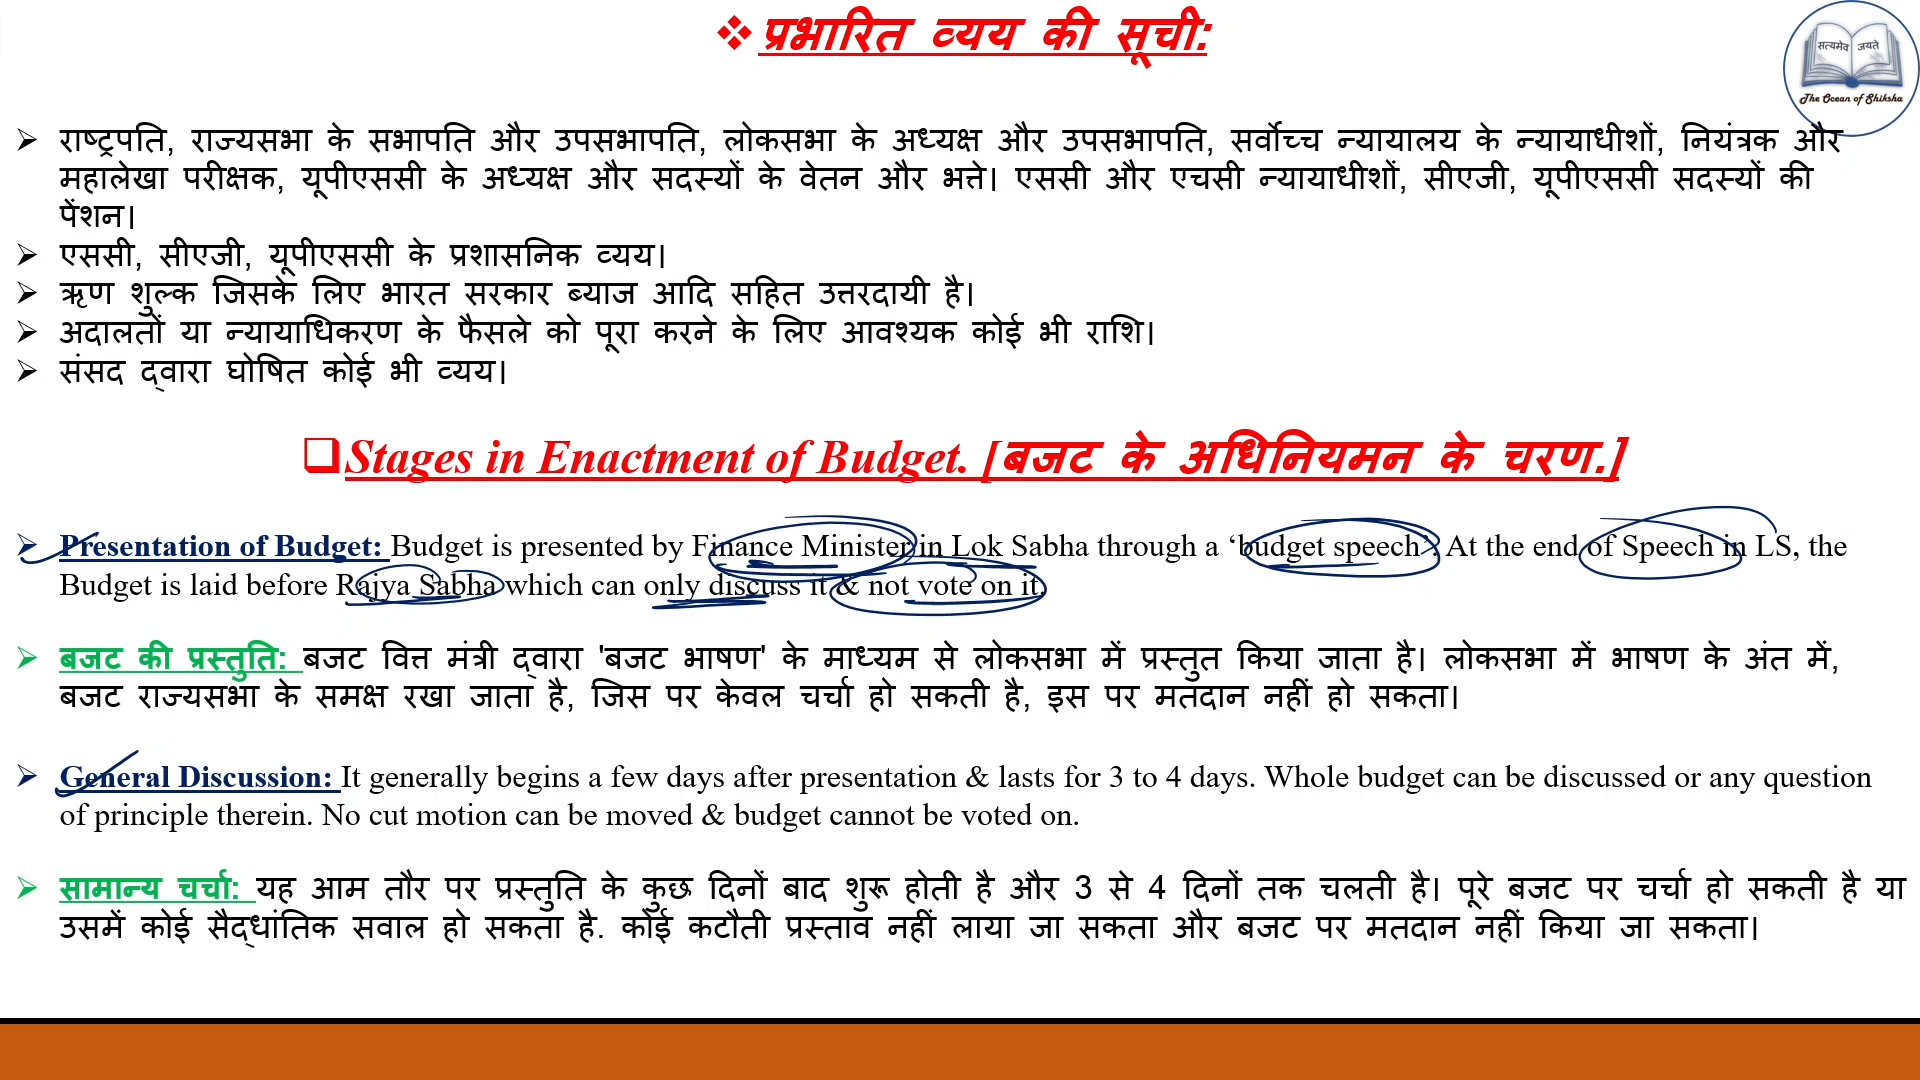 ❖प्रभारित व्यय की सूची:
सत्यमेव जयते
The Ocean of Shiksha
➢ राष्ट्रपति, राज्यसभा के सभापति और उपसभापति, लोकसभा के अध्यक्ष और उपसभापति, सर्वोच्च न्यायालय के न्यायाधीशों, नियंत्रक और
महालेखा परीक्षक, यूपीएससी के अध्यक्ष और सदस्यों के वेतन और भत्ते। एससी और एचसी न्यायाधीशों, सीएजी, यूपीएससी सदस्यों की
पेंशन।
➢ एससी, सीएजी, यूपीएससी के प्रशासनिक व्यय।
➢ ऋण शुल्क जिसके लिए भारत सरकार ब्याज आदि सहित उत्तरदायी है।
➢ अदालतों या न्यायाधिकरण के फैसले को पूरा करने के लिए आवश्यक कोई भी राशि।
➢ संसद द्वारा घोषित कोई भी व्यय।
❑Stages in Enactment of Budget. [बजट के अधिनियमन के चरण.]
➢ Presentation of Budget: Budget is presented by Finance Minister in Lok Sabha through a ‘budget speech’. At the end of Speech in LS, the
Budget is laid before Rajya Sabha which can only discuss it & not vote on it.
➢ बजट की प्रस्तुति: बजट वित्त मंत्री द्वारा 'बजट भाषण' के माध्यम से लोकसभा में प्रस्तुत किया जाता है। लोकसभा में भाषण के अंत में,
बजट राज्यसभा के समक्ष रखा जाता है, जिस पर केवल चर्चा हो सकती है, इस पर मतदान नहीं हो सकता।
➢ General Discussion: It generally begins a few days after presentation & lasts for 3 to 4 days. Whole budget can be discussed or any question
of principle therein. No cut motion can be moved & budget cannot be voted on.
➢ सामान्य चर्चा: यह आम तौर पर प्रस्तुति के कुछ दिनों बाद शुरू होती है और 3 से 4 दिनों तक चलती है। पूरे बजट पर चर्चा हो सकती है या
उसमें कोई सैद्धांतिक सवाल हो सकता है. कोई कटौती प्रस्ताव नहीं लाया जा सकता और बजट पर मतदान नहीं किया जा सकता।